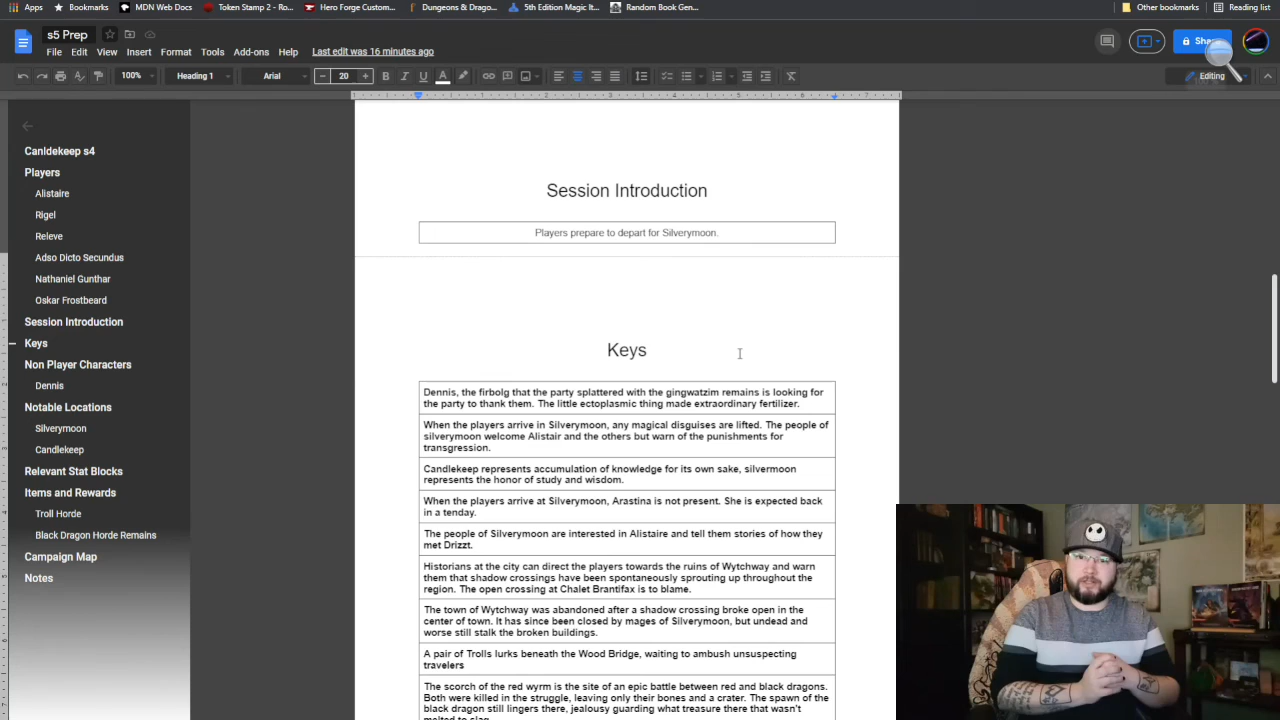 Apps
Spells
Bookmarks
MDN Web Docs
Token Stamp 2 - Ro...
Hero Forge Custom...
Dungeons & Drago...
5th Edition Magic It...
Random Book Gen...
Other bookmarks
Reading list
s5 Prep
File Edit View Insert Format Tools Add-ons Help Last edit was 16 minutes ago
100% Heading 1 Arial 20 Editing
Canldekeep s4
Players
Alistaire
Rigel
Releve
Adso Dicto Secundus
Nathaniel Gunthar
Oskar Frostbeard
Session Introduction
Keys
Non Player Characters
Dennis
Notable Locations
Silverymoon
Candlekeep
Relevant Stat Blocks
Items and Rewards
Troll Horde
Black Dragon Horde Remains
Campaign Map
Notes
Session Introduction
Players prepare to depart for Silverymoon.
Keys
Dennis, the firbolg that the party splattered with the gingwatzim remains is looking for
the party to thank them. The little ectoplasmic thing made extraordinary fertilizer.
When the players arrive in Silverymoon, any magical disguises are lifted. The people of
silverymoon welcome Alistair and the others but warn of the punishments for
transgression.
Candlekeep represents accumulation of knowledge for its own sake, silvermoon
represents the honor of study and wisdom.
When the players arrive at Silverymoon, Arastina is not present. She is expected back
in a tenday.
The people of Silverymoon are interested in Alistaire and tell them stories of how they
met Drizzt.
Historians at the city can direct the players towards the ruins of Wytchway and warn
them that shadow crossings have been spontaneously sprouting up throughout the
region. The open crossing at Chalet Brantifax is to blame.
The town of Wytchway was abandoned after a shadow crossing broke open in the
center of town. It has since been closed by mages of Silverymoon, but undead and
worse still stalk the broken buildings.
A pair of Trolls lurks beneath the Wood Bridge, waiting to ambush unsuspecting
travelers
The scorch of the red wyrm is the site of an epic battle between red and black dragons.
Both were killed in the struggle, leaving only their bones and a crater. The spawn of the
black dragon still lingers there, jealousy guarding what treasure there that wasn't
melted to slag